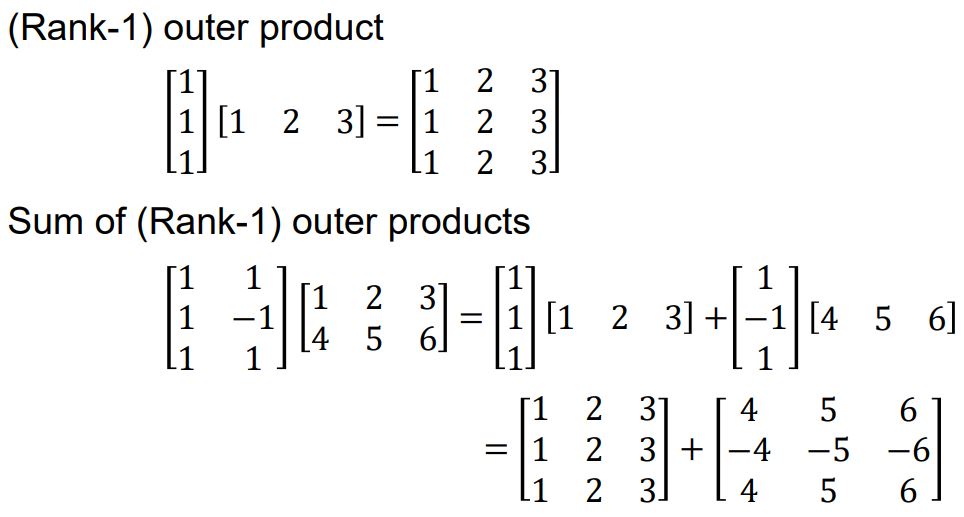 (Rank-1) outer product
[1 1 1] [1 2 3] = [1 2 3
1 2 3
1 2 3]
Sum of (Rank-1) outer products
[1 1
1 −1
1 1] [1 2 3
4 5 6] = [1 1 1] [1 2 3] + [1 −1 1] [4 5 6]
= [1 2 3
1 2 3
1 2 3] + [4 5 6
−4 −5 −6
4 5 6]